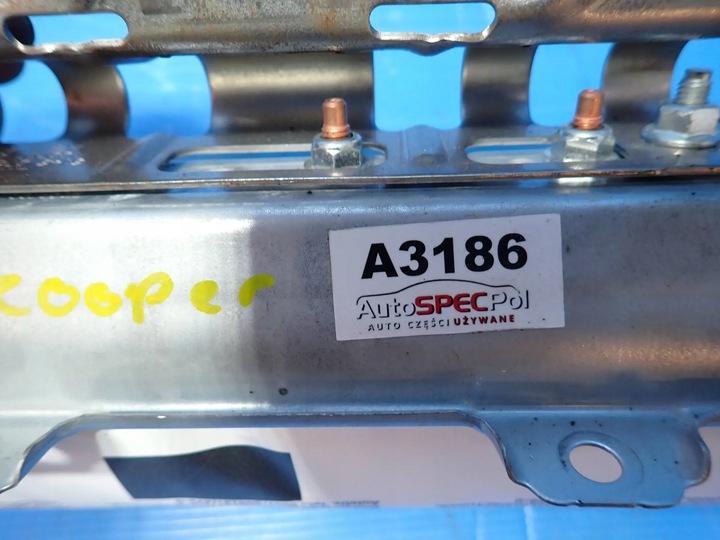 A3186
cooper
AutoSPECPol
AUTO CZĘŚCI UŻYWANE